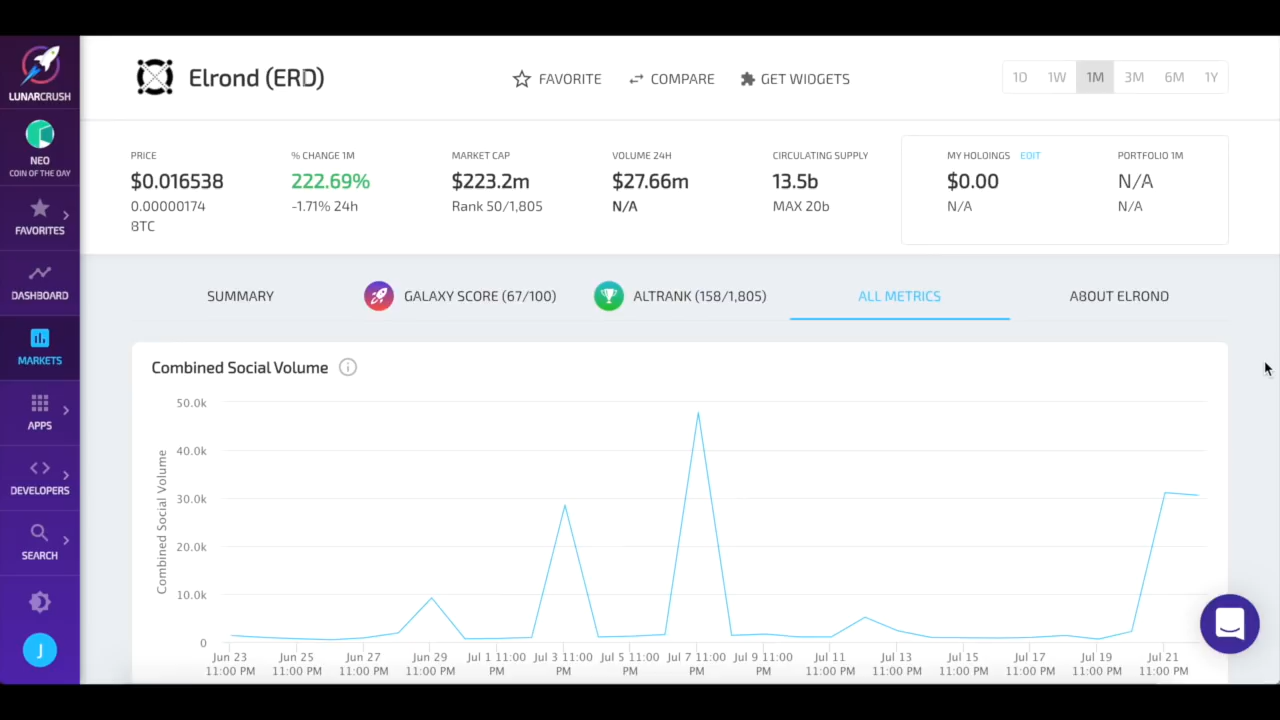 LUNARCRUSH
NEO
COIN OF THE DAY
FAVORITES
DASHBOARD
MARKETS
APPS
DEVELOPERS
SEARCH
J
Elrond (ERD)
FAVORITE
COMPARE
GET WIDGETS
1D 1W 1M 3M 6M 1Y
PRICE
$0.016538
0.00000174
BTC
% CHANGE 1M
222.69%
-1.71% 24h
MARKET CAP
$223.2m
Rank 50/1,805
VOLUME 24H
$27.66m
N/A
CIRCULATING SUPPLY
13.5b
MAX 20b
MY HOLDINGS EDIT
$0.00
N/A
PORTFOLIO 1M
N/A
N/A
SUMMARY
GALAXY SCORE (67/100)
ALTRANK (158/1,805)
ALL METRICS
ABOUT ELROND
Combined Social Volume
Combined Social Volume
50.0k
40.0k
30.0k
20.0k
10.0k
0
Jun 23
11:00 PM
Jun 25
11:00 PM
Jun 27
11:00 PM
Jun 29
11:00 PM
Jul 1 11:00
PM
Jul 3 11:00
PM
Jul 5 11:00
PM
Jul 7 11:00
PM
Jul 9 11:00
PM
Jul 11
11:00 PM
Jul 13
11:00 PM
Jul 15
11:00 PM
Jul 17
11:00 PM
Jul 19
11:00 PM
Jul 21
11:00 PM